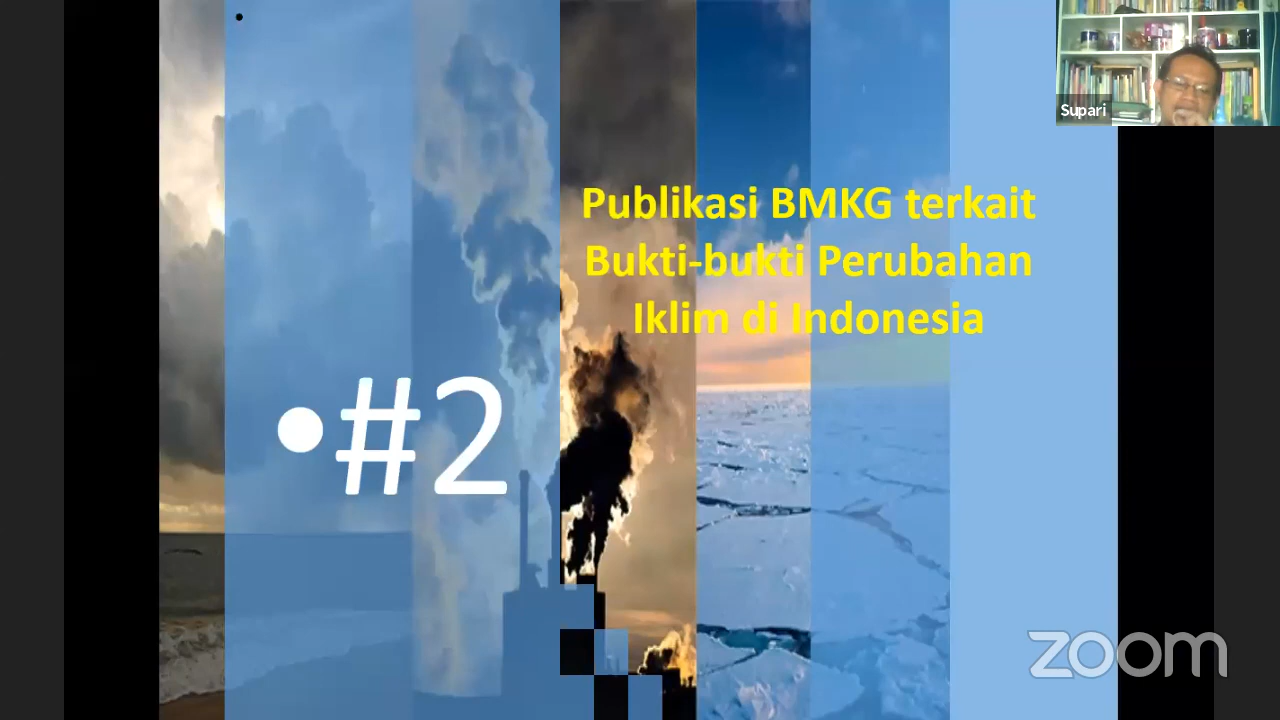 Supari
Publikasi BMKG terkait
Bukti-bukti Perubahan
Iklim di Indonesia
•#2
zoom